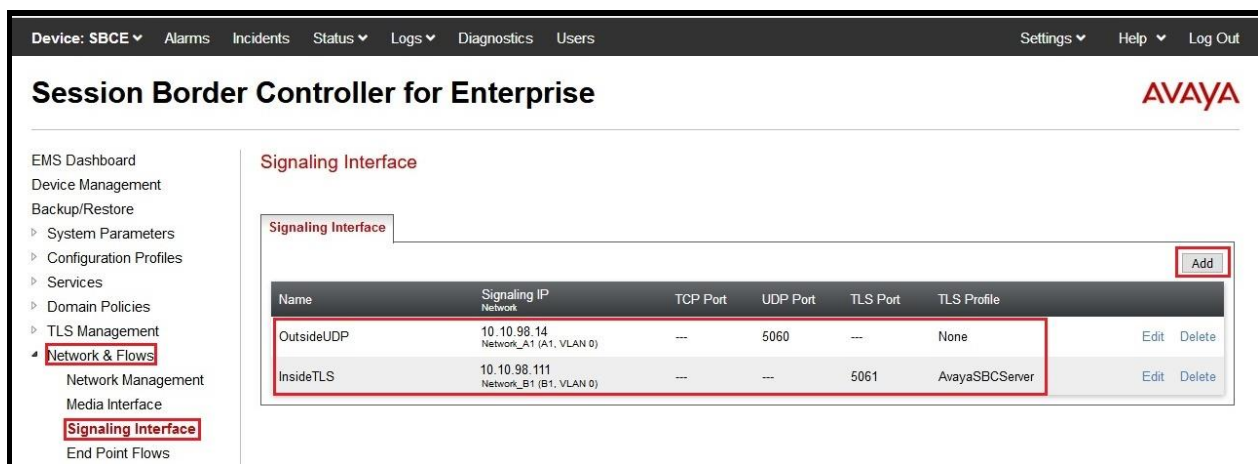 Device: SBCE Alarms Incidents Status Logs Diagnostics Users Settings Help Log Out
Session Border Controller for Enterprise
AVAYA
EMS Dashboard
Device Management
Backup/Restore
System Parameters
Configuration Profiles
Services
Domain Policies
TLS Management
Network & Flows
Network Management
Media Interface
Signaling Interface
End Point Flows
Signaling Interface
Signaling Interface
Add
Name Signaling IP TCP Port UDP Port TLS Port TLS Profile
Network
OutsideUDP 10.10.98.14 --- 5060 --- None Edit Delete
Network_A1 (A1, VLAN 0)
InsideTLS 10.10.98.111 --- --- 5061 AvayaSBCServer Edit Delete
Network_B1 (B1, VLAN 0)